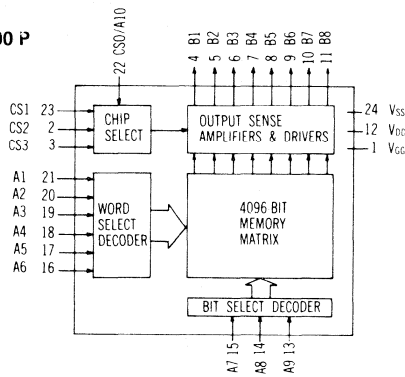 00 P
22 CS0/A10
4 B1
5 B2
6 B3
7 B4
8 B5
9 B6
10 B7
11 B8
CS1 23
CS2 2
CS3 3
CHIP
SELECT
OUTPUT SENSE
AMPLIFIERS & DRIVERS
24 VSS
12 VDD
1 VGG
A1 21
A2 20
A3 19
A4 18
A5 17
A6 16
WORD
SELECT
DECODER
4096 BIT
MEMORY
MATRIX
BIT SELECT DECODER
A7 15
A8 14
A9 13